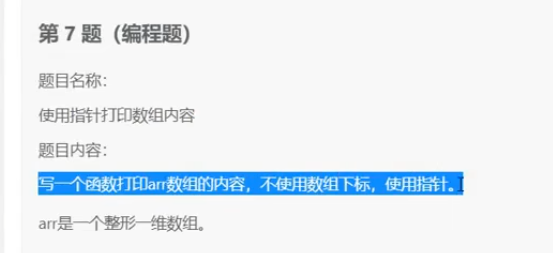 第 7 题（编程题）
题目名称：
使用指针打印数组内容
题目内容：
写一个函数打印arr数组的内容，不使用数组下标，使用指针。
arr是一个整形一维数组。